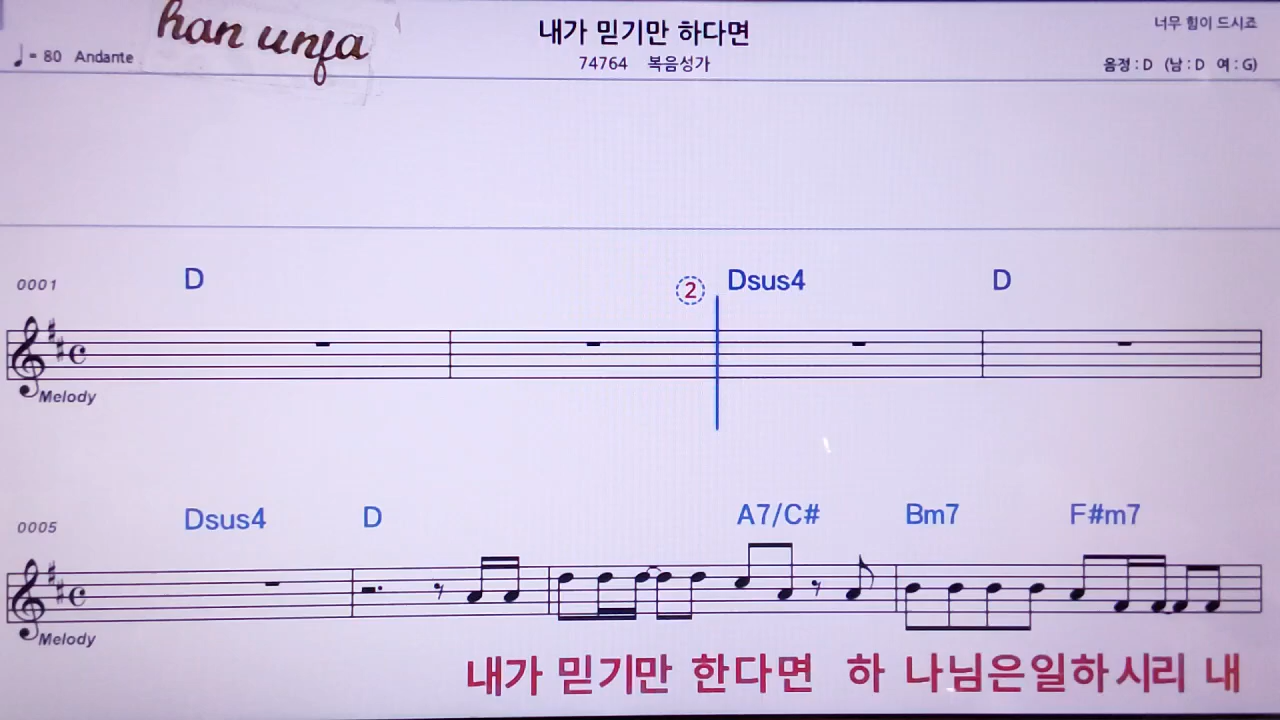 han unfa
내가 믿기만 하다면
너무 힘이 드시죠
♩= 80 Andante
74764 복음성가
음정 : D (남 : D 여 : G)
0001 D ② Dsus4 D
Melody
0005 Dsus4 D A7/C# Bm7 F#m7
Melody
내가 믿기만 한다면 하 나님은일하시리 내